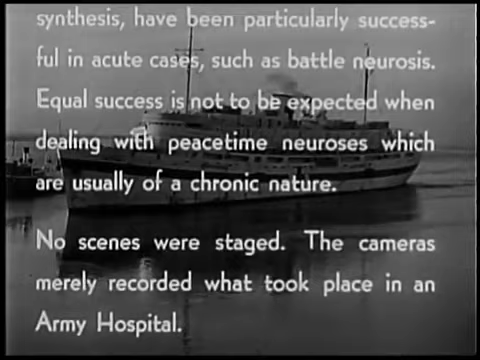 synthesis, have been particularly success-
ful in acute cases, such as battle neurosis.
Equal success is not to be expected when
dealing with peacetime neuroses which
are usually of a chronic nature.
No scenes were staged. The cameras
merely recorded what took place in an
Army Hospital.